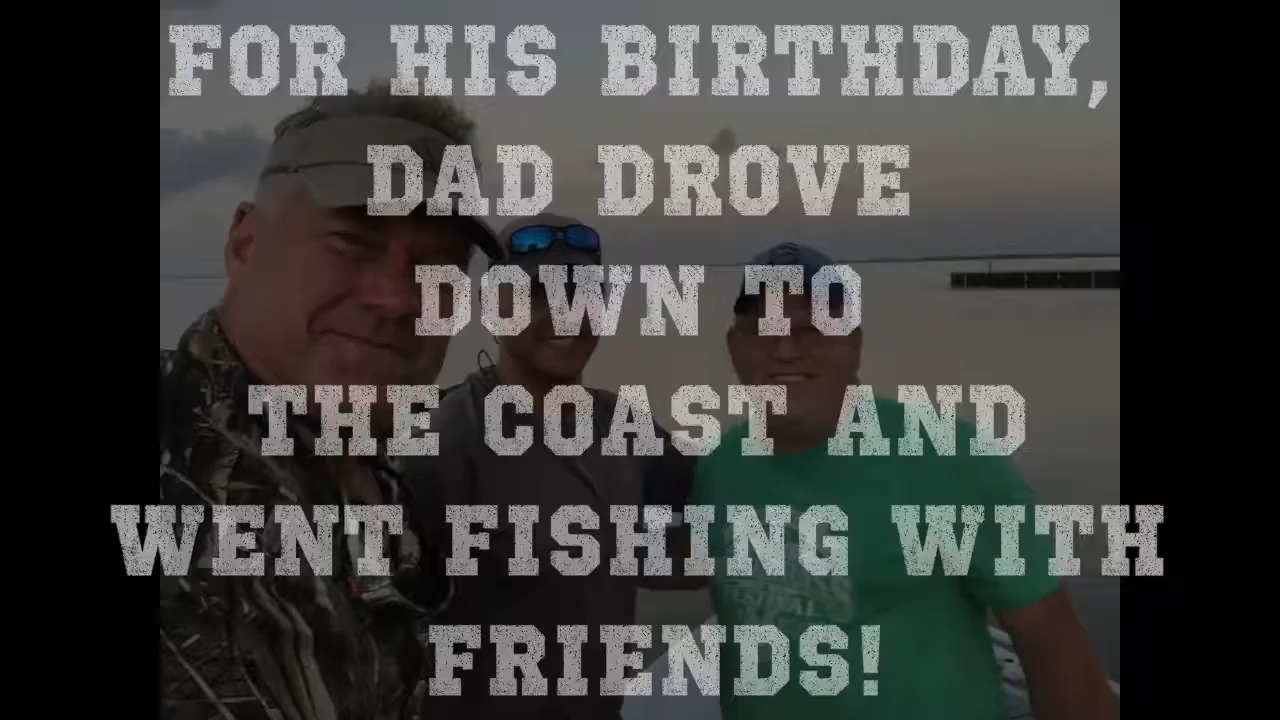 FOR HIS BIRTHDAY,
DAD DROVE
DOWN TO
THE COAST AND
WENT FISHING WITH
FRIENDS!